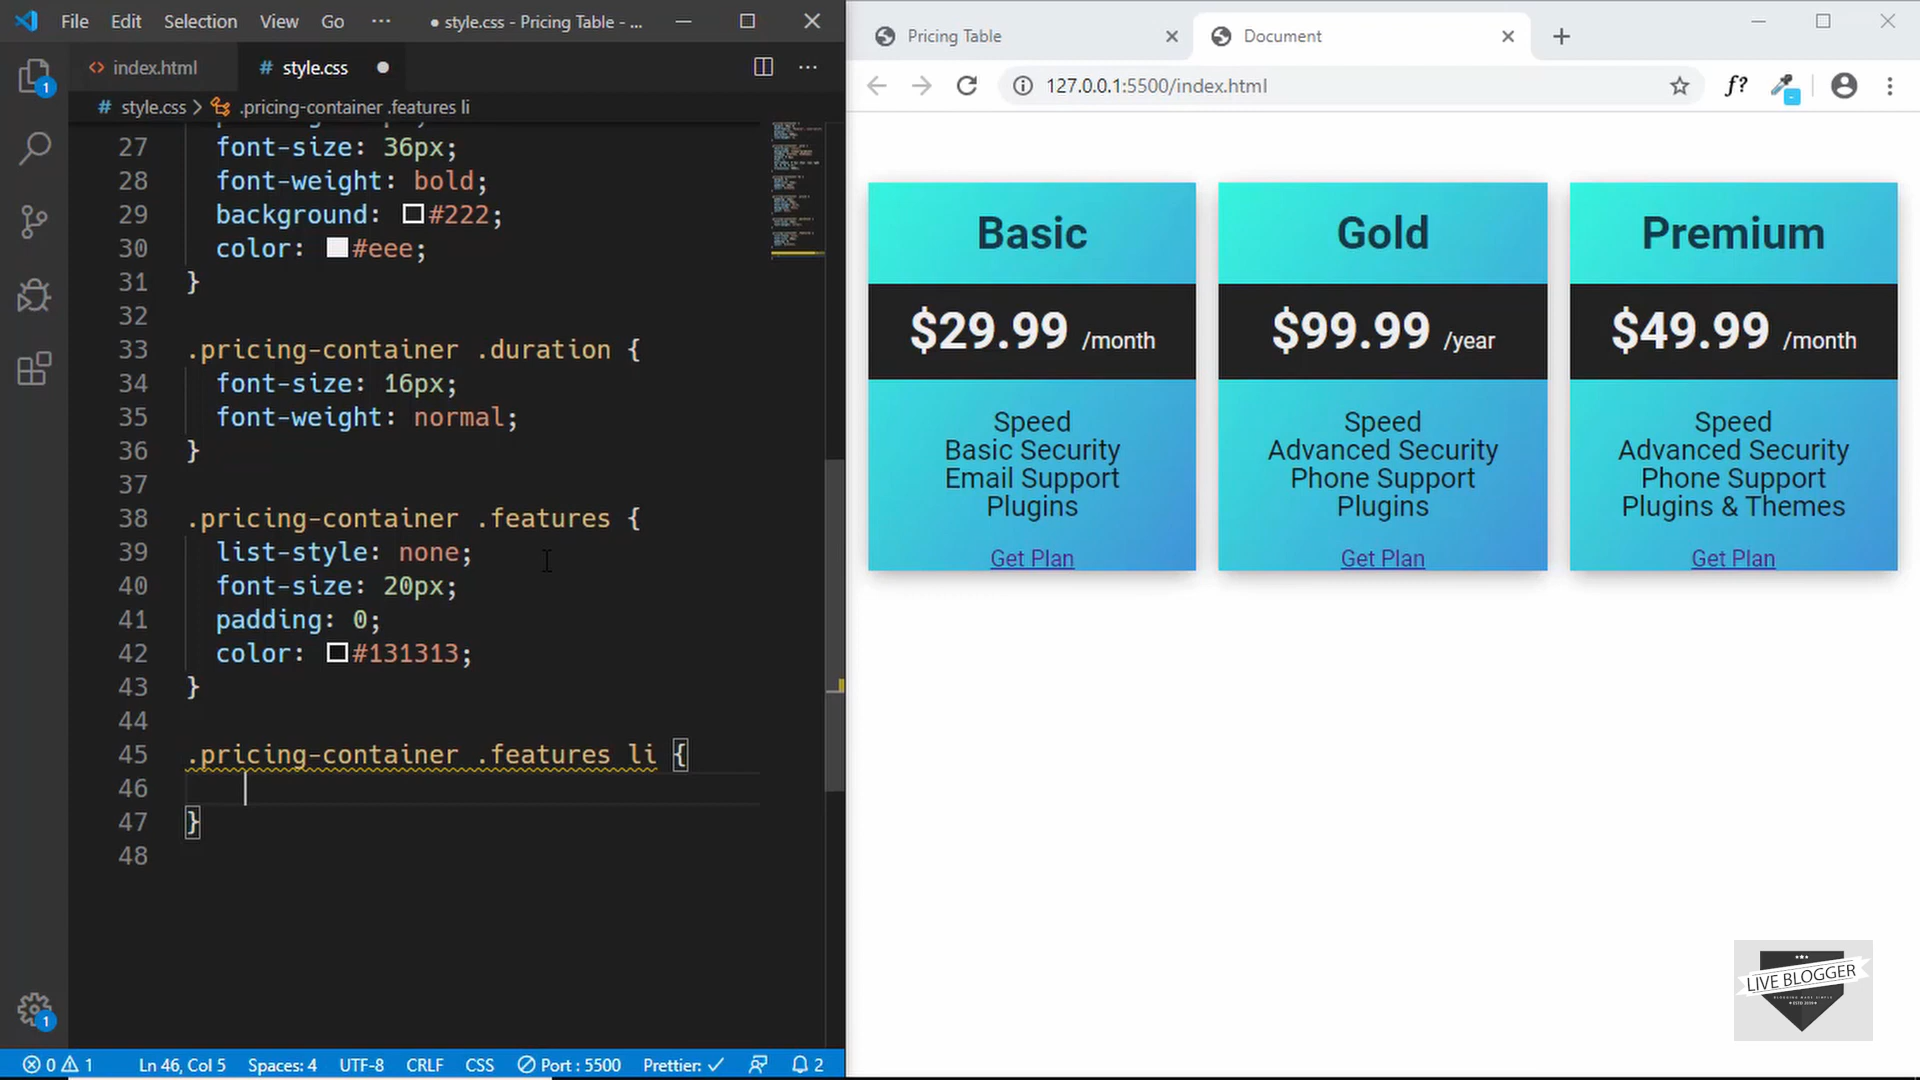 File Edit Selection View Go ··· ● style.css - Pricing Table - ...
index.html # style.css ●
# style.css > .pricing-container .features li
27 font-size: 36px;
28 font-weight: bold;
29 background: #222;
30 color: #eee;
31 }
32
33 .pricing-container .duration {
34 font-size: 16px;
35 font-weight: normal;
36 }
37
38 .pricing-container .features {
39 list-style: none;
40 font-size: 20px;
41 padding: 0;
42 color: #131313;
43 }
44
45 .pricing-container .features li {
46
47 }
48
1
1
0 1 Ln 46, Col 5 Spaces: 4 UTF-8 CRLF CSS Port : 5500 Prettier: ✓ 2
Pricing Table
Document
127.0.0.1:5500/index.html
f?
Basic
$29.99 /month
Speed
Basic Security
Email Support
Plugins
Get Plan
Gold
$99.99 /year
Speed
Advanced Security
Phone Support
Plugins
Get Plan
Premium
$49.99 /month
Speed
Advanced Security
Phone Support
Plugins & Themes
Get Plan
LIVE BLOGGER